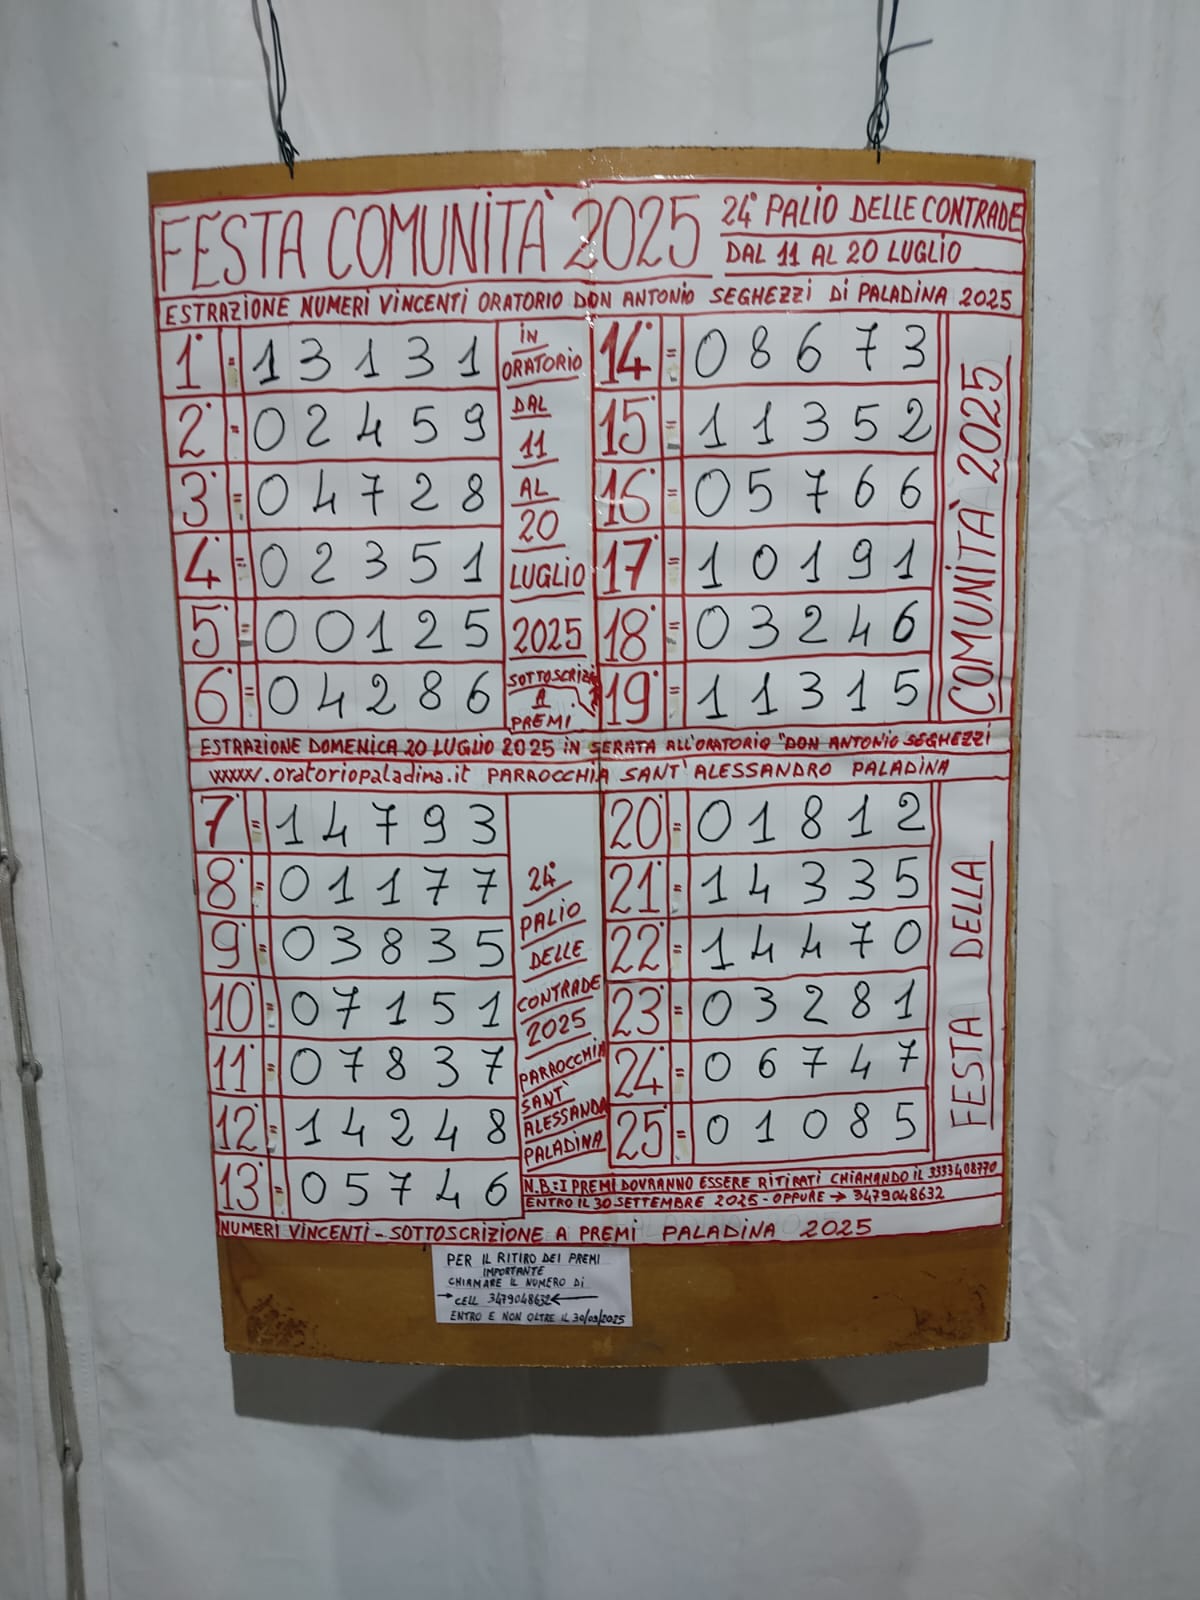 FESTA COMUNITÀ 2025
24° PALIO DELLE CONTRADE
DAL 11 AL 20 LUGLIO
ESTRAZIONE NUMERI VINCENTI ORATORIO DON ANTONIO SEGHEZZI DI PALADINA 2025
1° = 13131
2° = 02459
3° = 04728
4° = 02351
5° = 00125
6° = 04286
IN
ORATORIO
DAL
11
AL
20
LUGLIO
2025
SOTTOSCRIZI
A
PREMI
14° = 08673
15° = 11352
16° = 05766
17° = 10191
18° = 03246
19° = 11315
COMUNITÀ 2025
ESTRAZIONE DOMENICA 20 LUGLIO 2025 IN SERATA ALL'ORATORIO "DON ANTONIO SEGHEZZI
www.oratoriopaladina.it PARROCCHIA SANT'ALESSANDRO PALADINA
7° = 14793
8° = 01177
9° = 03835
10° = 07151
11° = 07837
12° = 14248
13° = 05746
24°
PALIO
DELLE
CONTRADE
2025
PARROCCHIA
SANT'
ALESSANDR
PALADINA
20° = 01812
21° = 14335
22° = 14470
23° = 03281
24° = 06747
25° = 01085
FESTA DELLA
N.B.: I PREMI DOVRANNO ESSERE RITIRATI CHIAMANDO IL 3333408770
ENTRO IL 30 SETTEMBRE 2025 - OPPURE → 3479048632
NUMERI VINCENTI - SOTTOSCRIZIONE A PREMI PALADINA 2025
PER IL RITIRO DEI PREMI
IMPORTANTE
CHIAMARE IL NUMERO DI
→ CELL 3479048632 ←
ENTRO E NON OLTRE IL 30/09/2025